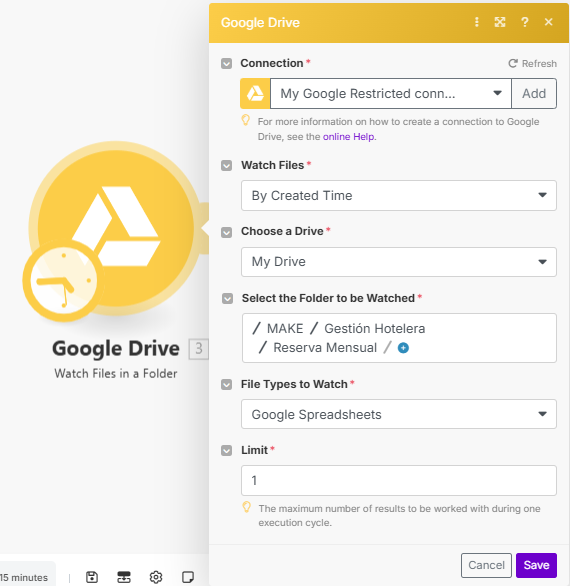 Google Drive
Connection *
Refresh
My Google Restricted conn...
Add
For more information on how to create a connection to Google
Drive, see the online Help.
Watch Files *
By Created Time
Choose a Drive *
My Drive
Select the Folder to be Watched *
/ MAKE / Gestión Hotelera
/ Reserva Mensual /
File Types to Watch *
Google Spreadsheets
Limit *
1
The maximum number of results to be worked with during one
execution cycle.
Cancel
Save
Google Drive 3
Watch Files in a Folder
15 minutes